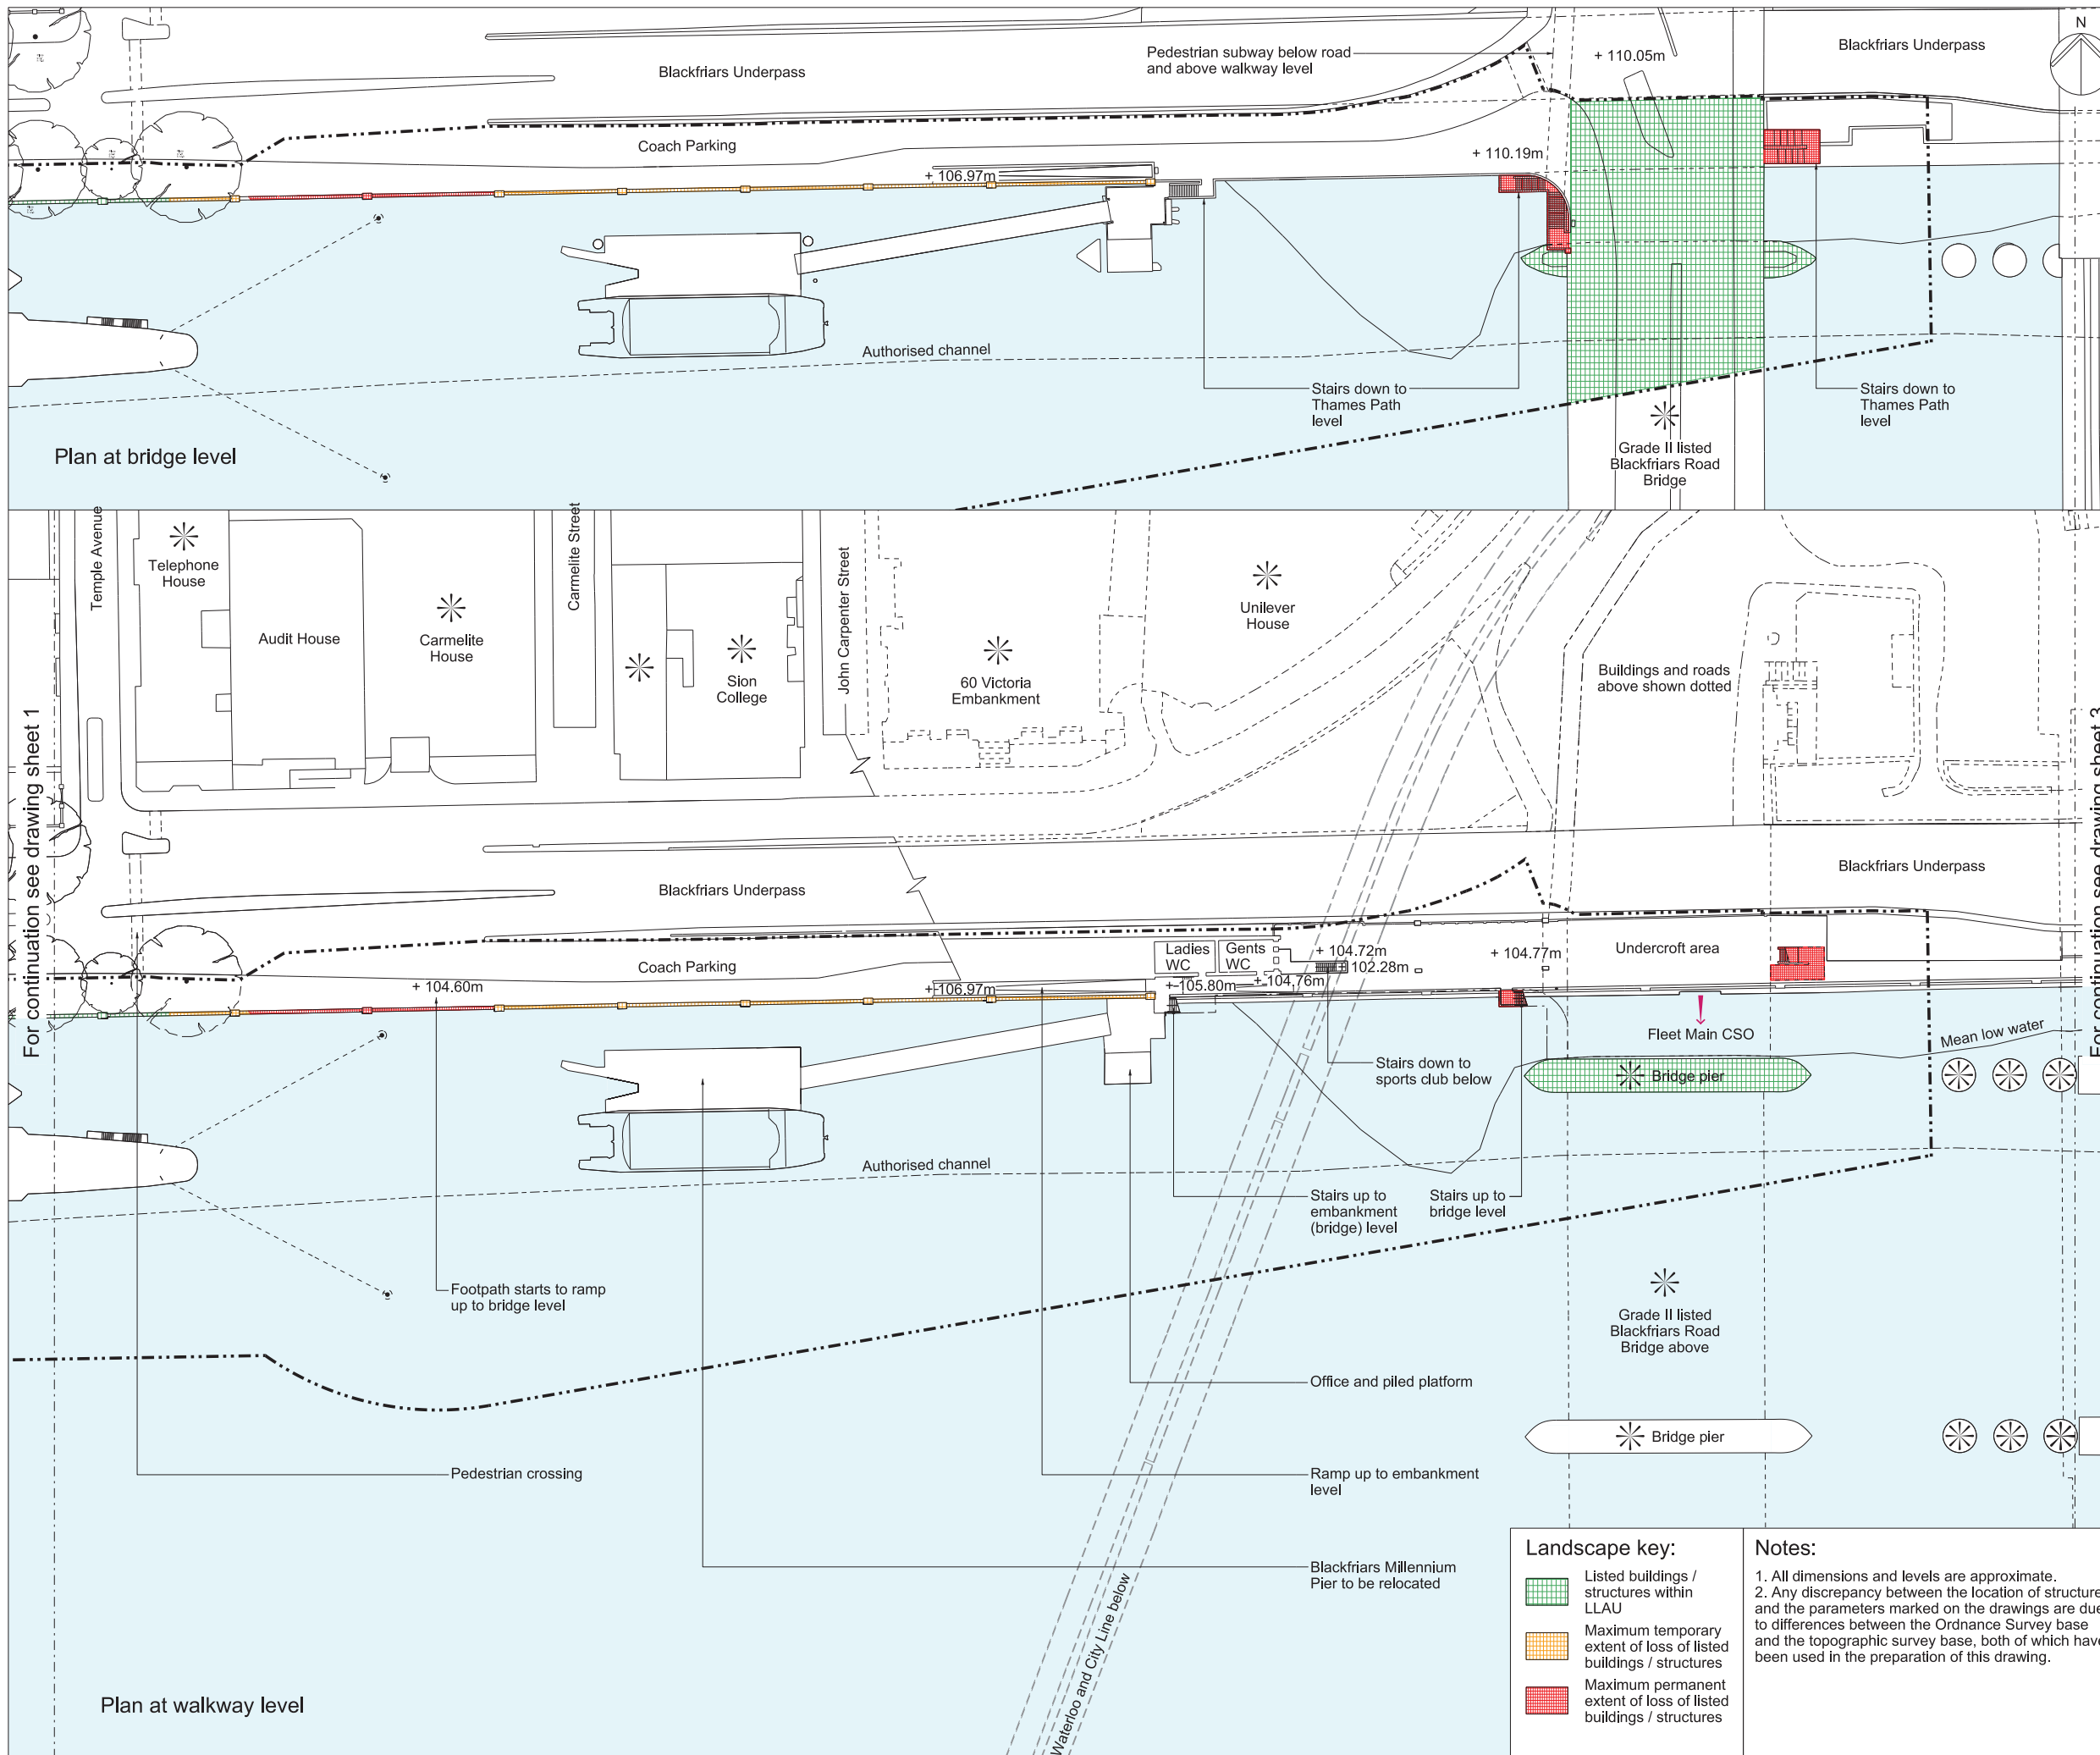 N
Blackfriars Underpass
Pedestrian subway below road
and above walkway level
+ 110.05m
Blackfriars Underpass
Coach Parking
+ 110.19m
+ 106.97m
Authorised channel
Stairs down to
Thames Path
level
Stairs down to
Thames Path
level
Grade II listed
Blackfriars Road
Bridge
Plan at bridge level
Temple Avenue
Telephone
House
Audit House
Carmelite
House
Carmelite Street
Sion
College
John Carpenter Street
60 Victoria
Embankment
Unilever
House
Buildings and roads
above shown dotted
For continuation see drawing sheet 1
For continuation see drawing sheet 3
Blackfriars Underpass
Blackfriars Underpass
Coach Parking
Ladies
WC
Gents
WC
+ 104.72m
+ 102.28m
+ 104.77m
Undercroft area
+ 104.60m
+ 106.97m
+ 105.80m
+ 104.76m
Fleet Main CSO
Mean low water
Stairs down to
sports club below
Bridge pier
Authorised channel
Stairs up to
embankment
(bridge) level
Stairs up to
bridge level
Footpath starts to ramp
up to bridge level
Grade II listed
Blackfriars Road
Bridge above
Office and piled platform
Bridge pier
Pedestrian crossing
Ramp up to embankment
level
Blackfriars Millennium
Pier to be relocated
Waterloo and City Line below
Plan at walkway level
Landscape key:
Listed buildings /
structures within
LLAU
Maximum temporary
extent of loss of listed
buildings / structures
Maximum permanent
extent of loss of listed
buildings / structures
Notes:
1. All dimensions and levels are approximate.
2. Any discrepancy between the location of structure
and the parameters marked on the drawings are due
to differences between the Ordnance Survey base
and the topographic survey base, both of which have
been used in the preparation of this drawing.